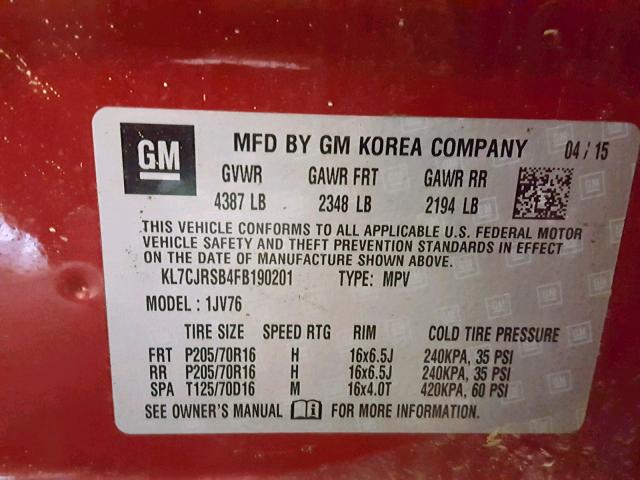 GM MFD BY GM KOREA COMPANY 04 / 15
GVWR GAWR FRT GAWR RR
4387 LB 2348 LB 2194 LB
THIS VEHICLE CONFORMS TO ALL APPLICABLE U.S. FEDERAL MOTOR
VEHICLE SAFETY AND THEFT PREVENTION STANDARDS IN EFFECT
ON THE DATE OF MANUFACTURE SHOWN ABOVE.
KL7CJRSB4FB190201 TYPE: MPV
MODEL : 1JV76
TIRE SIZE SPEED RTG RIM COLD TIRE PRESSURE
FRT P205/70R16 H 16x6.5J 240KPA, 35 PSI
RR P205/70R16 H 16x6.5J 240KPA, 35 PSI
SPA T125/70D16 M 16x4.0T 420KPA, 60 PSI
SEE OWNER'S MANUAL FOR MORE INFORMATION.